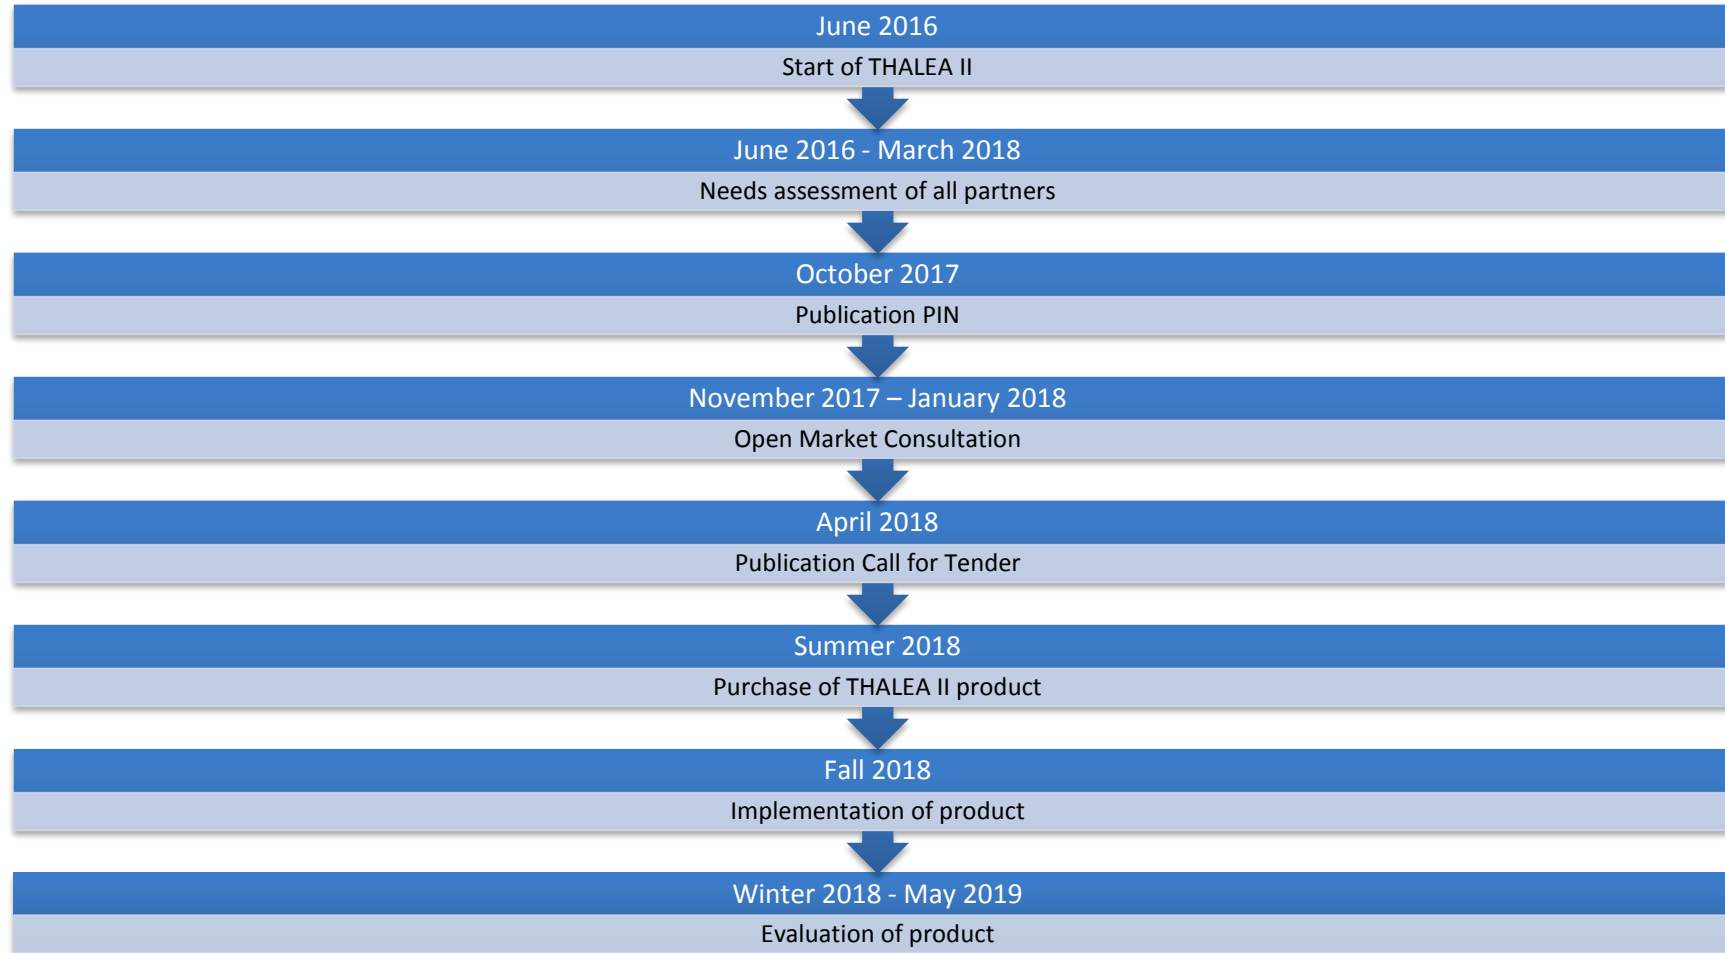 June 2016
Start of THALEA II
June 2016 - March 2018
Needs assessment of all partners
October 2017
Publication PIN
November 2017 – January 2018
Open Market Consultation
April 2018
Publication Call for Tender
Summer 2018
Purchase of THALEA II product
Fall 2018
Implementation of product
Winter 2018 - May 2019
Evaluation of product